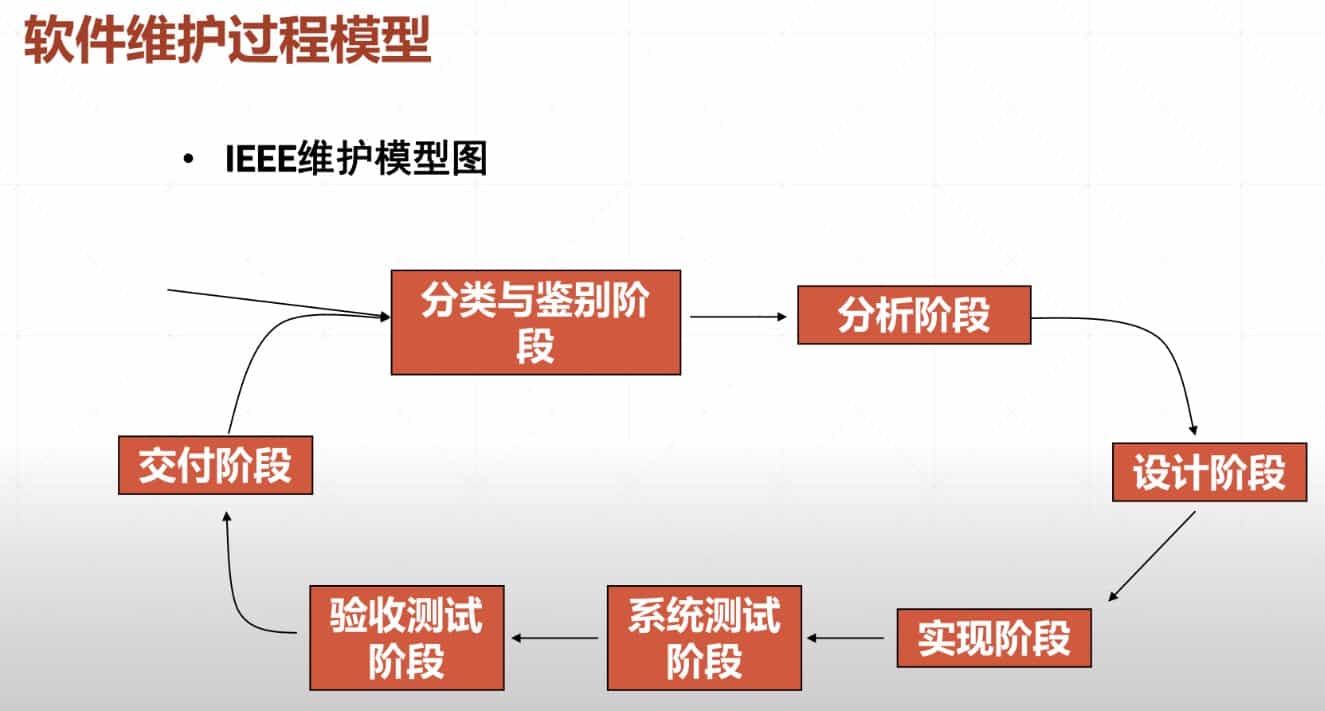 软件维护过程模型
• IEEE维护模型图
分类与鉴别阶
段
分析阶段
交付阶段
设计阶段
验收测试
阶段
系统测试
阶段
实现阶段